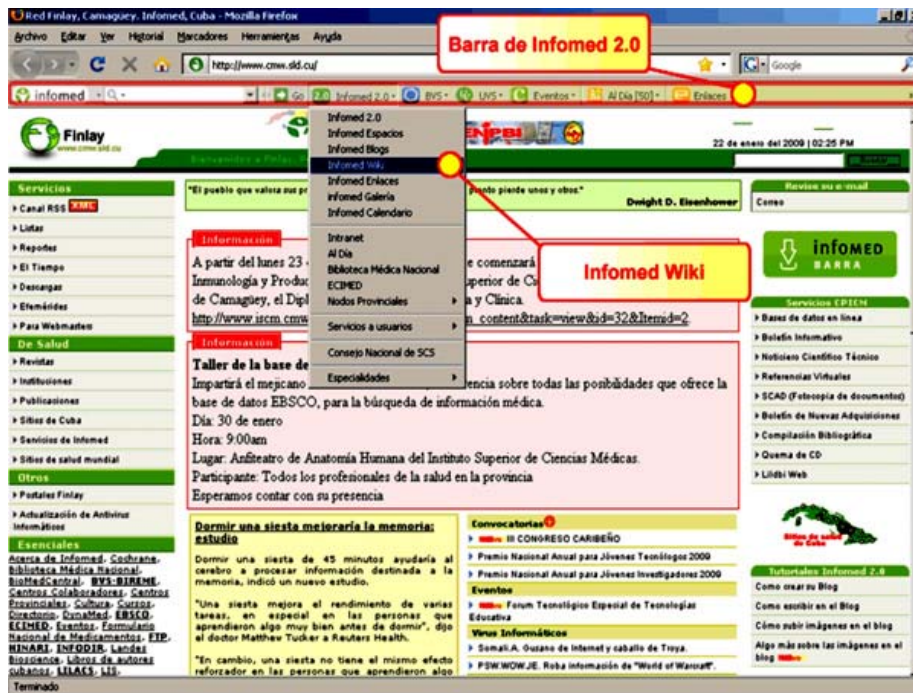 Red Finlay, Camagüey. Infomed, Cuba - Mozilla Firefox
Archivo Editar Ver Historial Marcadores Herramientas Ayuda
http://www.cmw.sld.cu/
Google
Barra de Infomed 2.0
infomed
Go
Infomed 2.0
BVS
UVS
Eventos
Al Día [50]
Enlaces
Finlay
www.cmw.sld.cu
22 de enero del 2009 | 02:25 PM
Bienvenidos a Finlay, R
Buscar
Infomed 2.0
Infomed Espacios
Infomed Blogs
Infomed Wiki
Infomed Enlaces
infomed Galería
Infomed Calendario
Intranet
Al Día
Biblioteca Médica Nacional
ECIMED
Nodos Provinciales
Servicios a usuarios
Consejo Nacional de SCS
Especialidades
Infomed Wiki
Servicios
Canal RSS XML
Listas
Reportes
El Tiempo
Descargas
Efemérides
Para Webmasters
De Salud
Revistas
Instituciones
Publicaciones
Sitios de Cuba
Servicios de Infomed
Sitios de salud mundial
Otros
Postales Finlay
Actualización de Antivirus
Informáticos
Esenciales
Acerca de Infomed, Cochrane,
Biblioteca Médica Nacional,
BioMedCentral, BVS-BIREME,
Centros Colaboradores, Centros
Provinciales, Cultura, Cursos,
Directorio, DynaMed, EBSCO,
ECIMED, Eventos, Formulario
Nacional de Medicamentos, FTP,
HINARI, INFODIR, Landes
Bioscience, Libros de autores
cubanos, LILACS, LIS,
"El pueblo que valora sus pr pronto pierde unos y otros."
Dwight D. Eisenhower
Información
A partir del lunes 23 e comenzará
Inmunología y Produc uperior de Ci
de Camagüey, el Dipl a y Clínica.
http://www.iscm.cmw n_content&task=view&id=32&Itemid=2.
Información
Taller de la base de
Impartirá el mejicano encia sobre todas las posibilidades que ofrece la
base de datos EBSCO, para la búsqueda de información médica.
Día: 30 de enero
Hora: 9:00am
Lugar: Anfiteatro de Anatomía Humana del Instituto Superior de Ciencias Médicas.
Participante: Todos los profesionales de la salud en la provincia
Esperamos contar con su presencia
Dormir una siesta mejoraría la memoria:
estudio
Dormir una siesta de 45 minutos ayudaría al
cerebro a procesar información destinada a la
memoria, indicó un nuevo estudio.
"Una siesta mejora el rendimiento de varias
tareas, en especial en las personas que
aprendieron algo muy bien antes de dormir", dijo
el doctor Matthew Tucker a Reuters Health.
"En cambio, una siesta no tiene el mismo efecto
reforzador en las personas que aprendieron algo
Convocatorias
III CONGRESO CARIBEÑO
Premio Nacional Anual para Jóvenes Tecnólogos 2009
Premio Nacional Anual para Jóvenes Investigadores 2009
Eventos
Forum Tecnológico Especial de Tecnologías
Educativa
Virus Informáticos
Somali.A. Gusano de Internet y caballo de Troya.
PSW.WOW.JE. Roba información de "World of Warcraft".
Revise su e-mail
Correo
infomed
BARRA
Servicios CPICM
Bases de datos en línea
Boletín Informativo
Noticiero Científico Técnico
Referencias Virtuales
SCAD (Fotocopia de documentos)
Boletín de Nuevas Adquisiciones
Compilación Bibliográfica
Quema de CD
Lildbi Web
Sitios de salud
de Cuba
Tutoriales Infomed 2.0
Como crear su Blog
Como escribir en el Blog
Cómo subir imágenes en el blog
Algo más sobre las imágenes en el
blog
Terminado